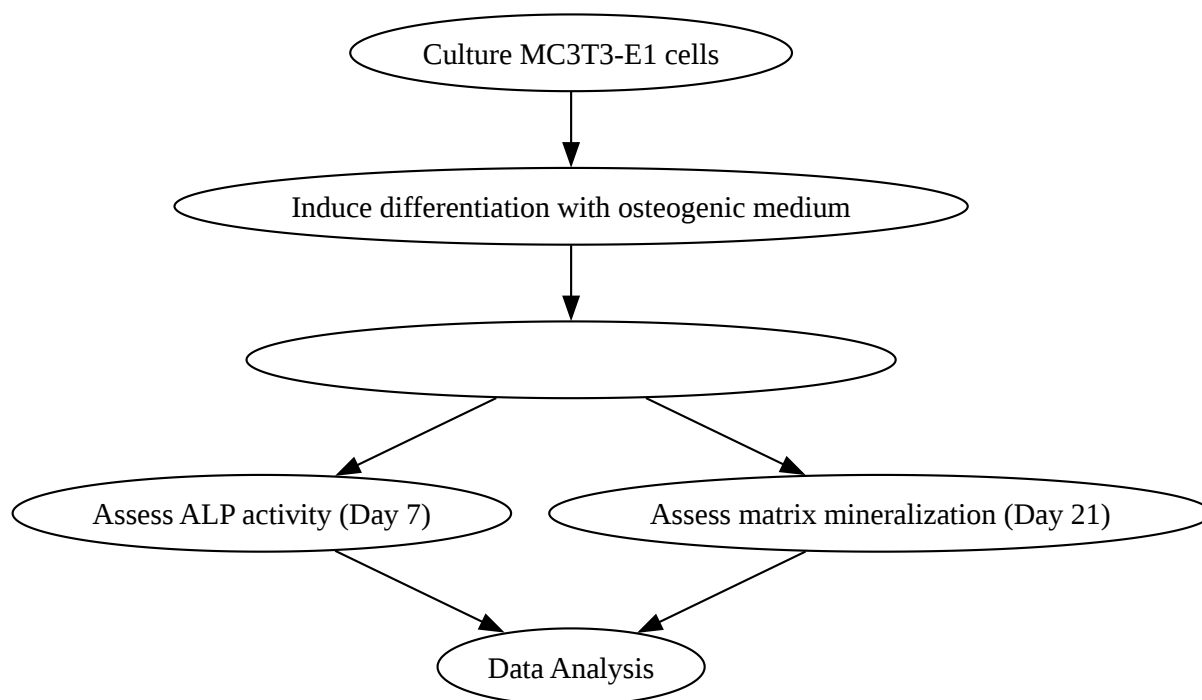 Culture MC3T3-E1 cells
Induce differentiation with osteogenic medium
Assess ALP activity (Day 7)
Assess matrix mineralization (Day 21)
Data Analysis